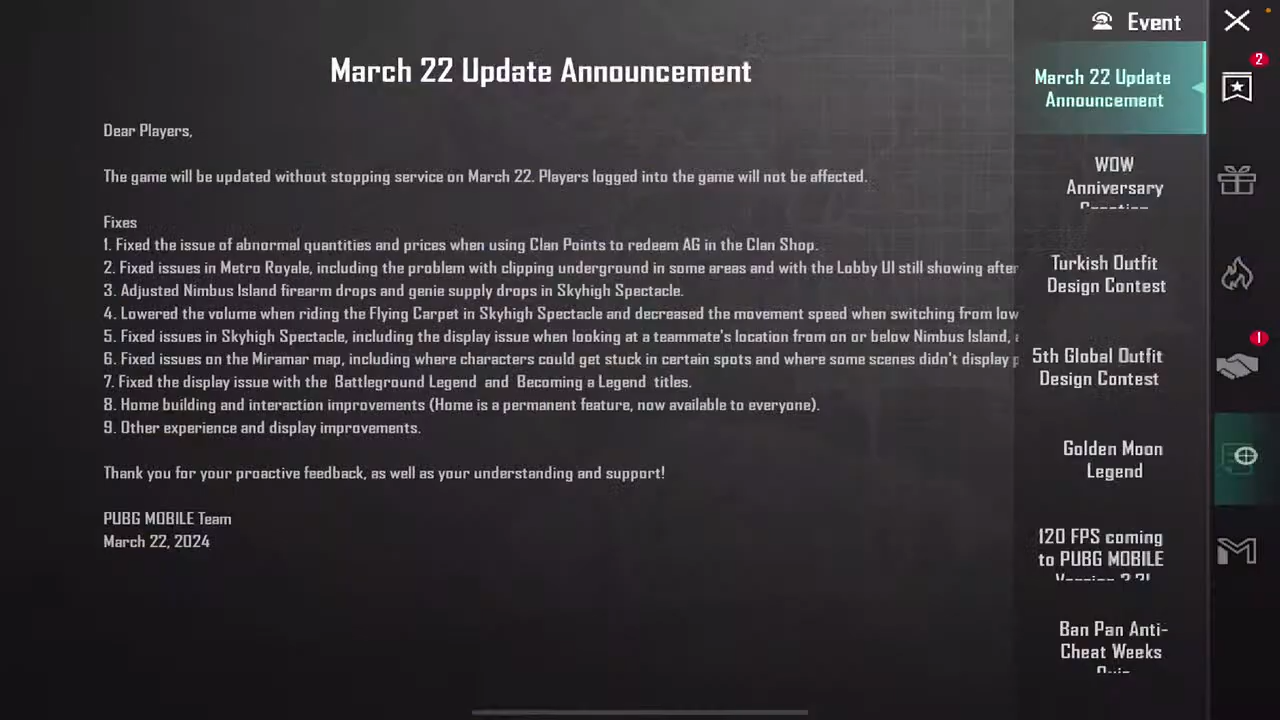 March 22 Update Announcement
Dear Players,
The game will be updated without stopping service on March 22. Players logged into the game will not be affected.
Fixes
1. Fixed the issue of abnormal quantities and prices when using Clan Points to redeem AG in the Clan Shop.
2. Fixed issues in Metro Royale, including the problem with clipping underground in some areas and with the Lobby UI still showing after
3. Adjusted Nimbus Island firearm drops and genie supply drops in Skyhigh Spectacle.
4. Lowered the volume when riding the Flying Carpet in Skyhigh Spectacle and decreased the movement speed when switching from low
5. Fixed issues in Skyhigh Spectacle, including the display issue when looking at a teammate's location from on or below Nimbus Island,
6. Fixed issues on the Miramar map, including where characters could get stuck in certain spots and where some scenes didn't display
7. Fixed the display issue with the Battleground Legend and Becoming a Legend titles.
8. Home building and interaction improvements (Home is a permanent feature, now available to everyone).
9. Other experience and display improvements.
Thank you for your proactive feedback, as well as your understanding and support!
PUBG MOBILE Team
March 22, 2024
Event
March 22 Update
Announcement
WOW
Anniversary
Turkish Outfit
Design Contest
5th Global Outfit
Design Contest
Golden Moon
Legend
120 FPS coming
to PUBG MOBILE
Ban Pan Anti-
Cheat Weeks
2
1